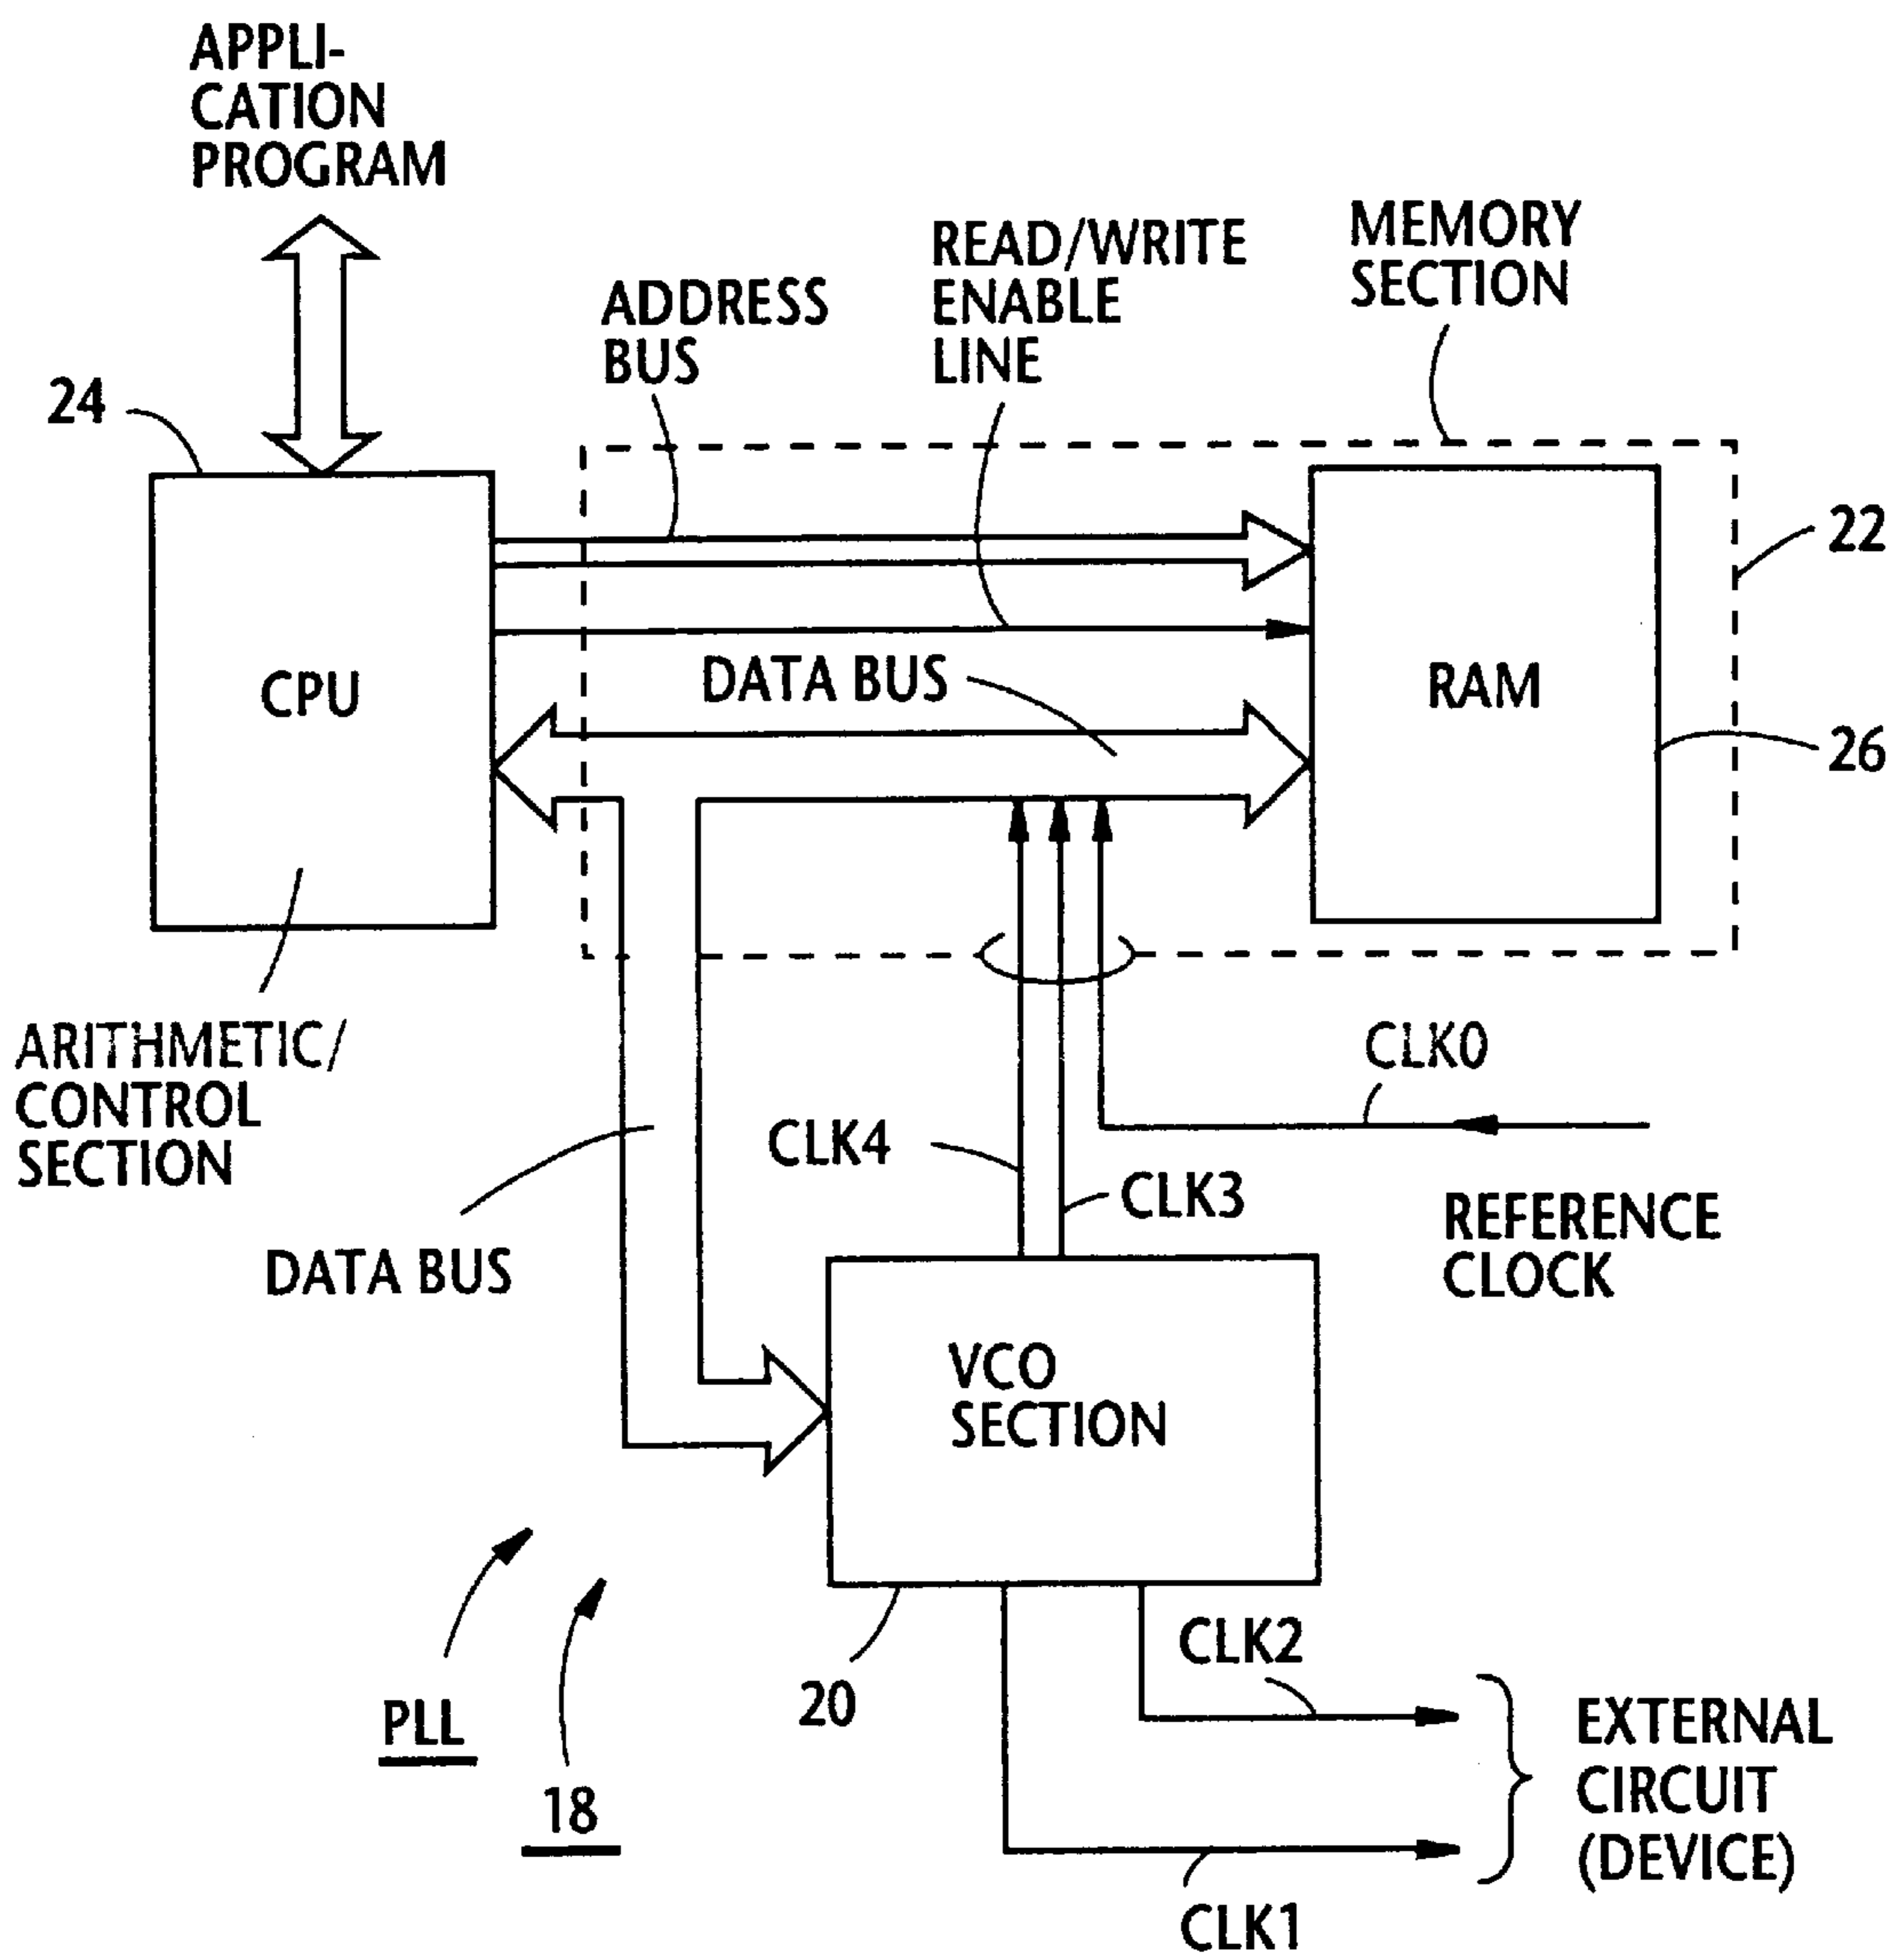 APPLI-
CATION
PROGRAM
READ/WRITE
ENABLE
LINE
MEMORY
SECTION
ADDRESS
BUS
24
22
CPU
DATA BUS
RAM
26
ARITHMETIC/
CONTROL
SECTION
CLK0
CLK4
CLK3
REFERENCE
CLOCK
DATA BUS
VCO
SECTION
CLK2
20
PLL
18
EXTERNAL
CIRCUIT
(DEVICE)
CLK1